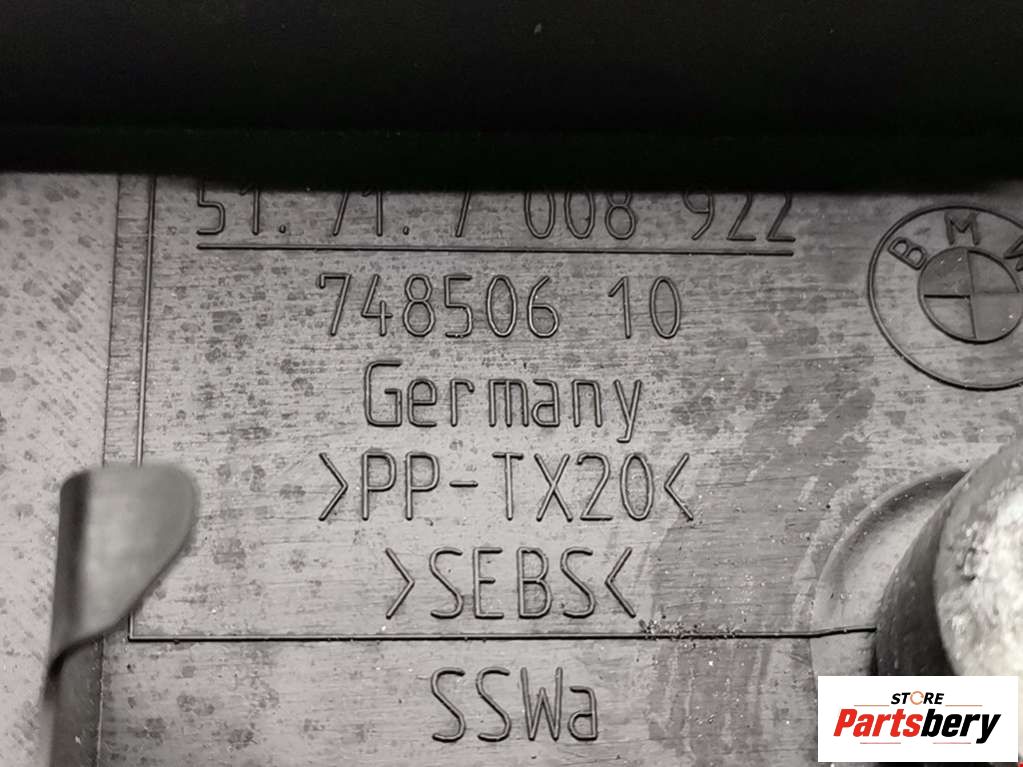 51.71.7 008 922
748506 10
Germany
>PP-TX20<
>SEBS<
SSWa
BMW
STORE
Partsbery